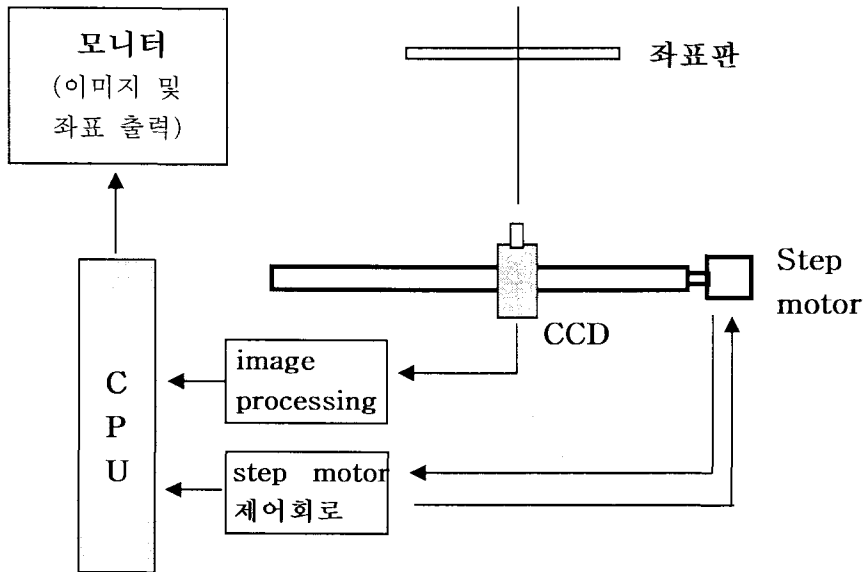 모니터
(이미지 및
좌표 출력)
좌표판
Step
motor
CCD
image
processing
C
P
U
step motor
제어회로